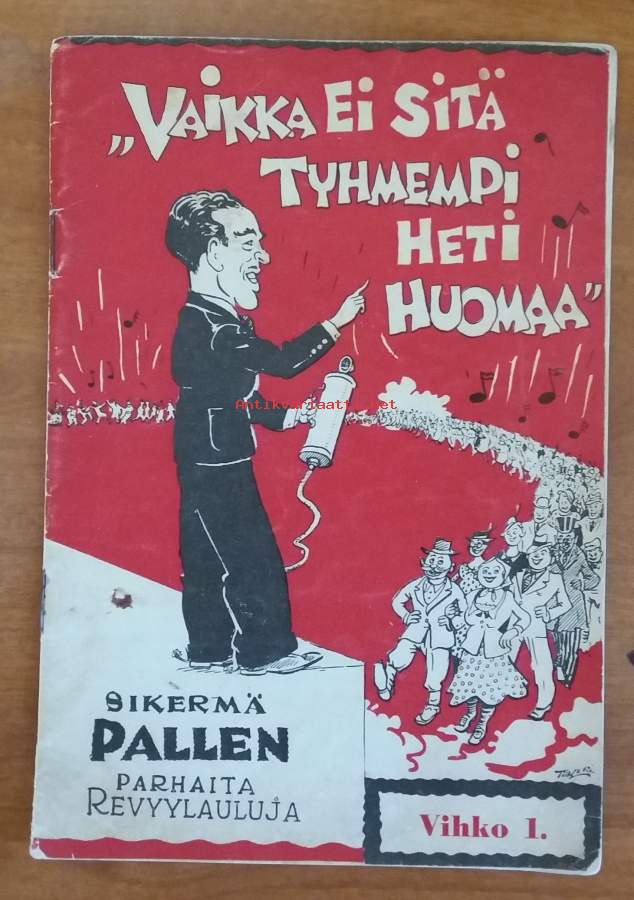 „VAIKKA Ei SiTÄ
TYHMEMPi
HETi
HUOMAA”
Antikvariaatti.net
SIKERMÄ
PALLEN
PARHAITA
REVYYLAULUJA
Vihko 1.